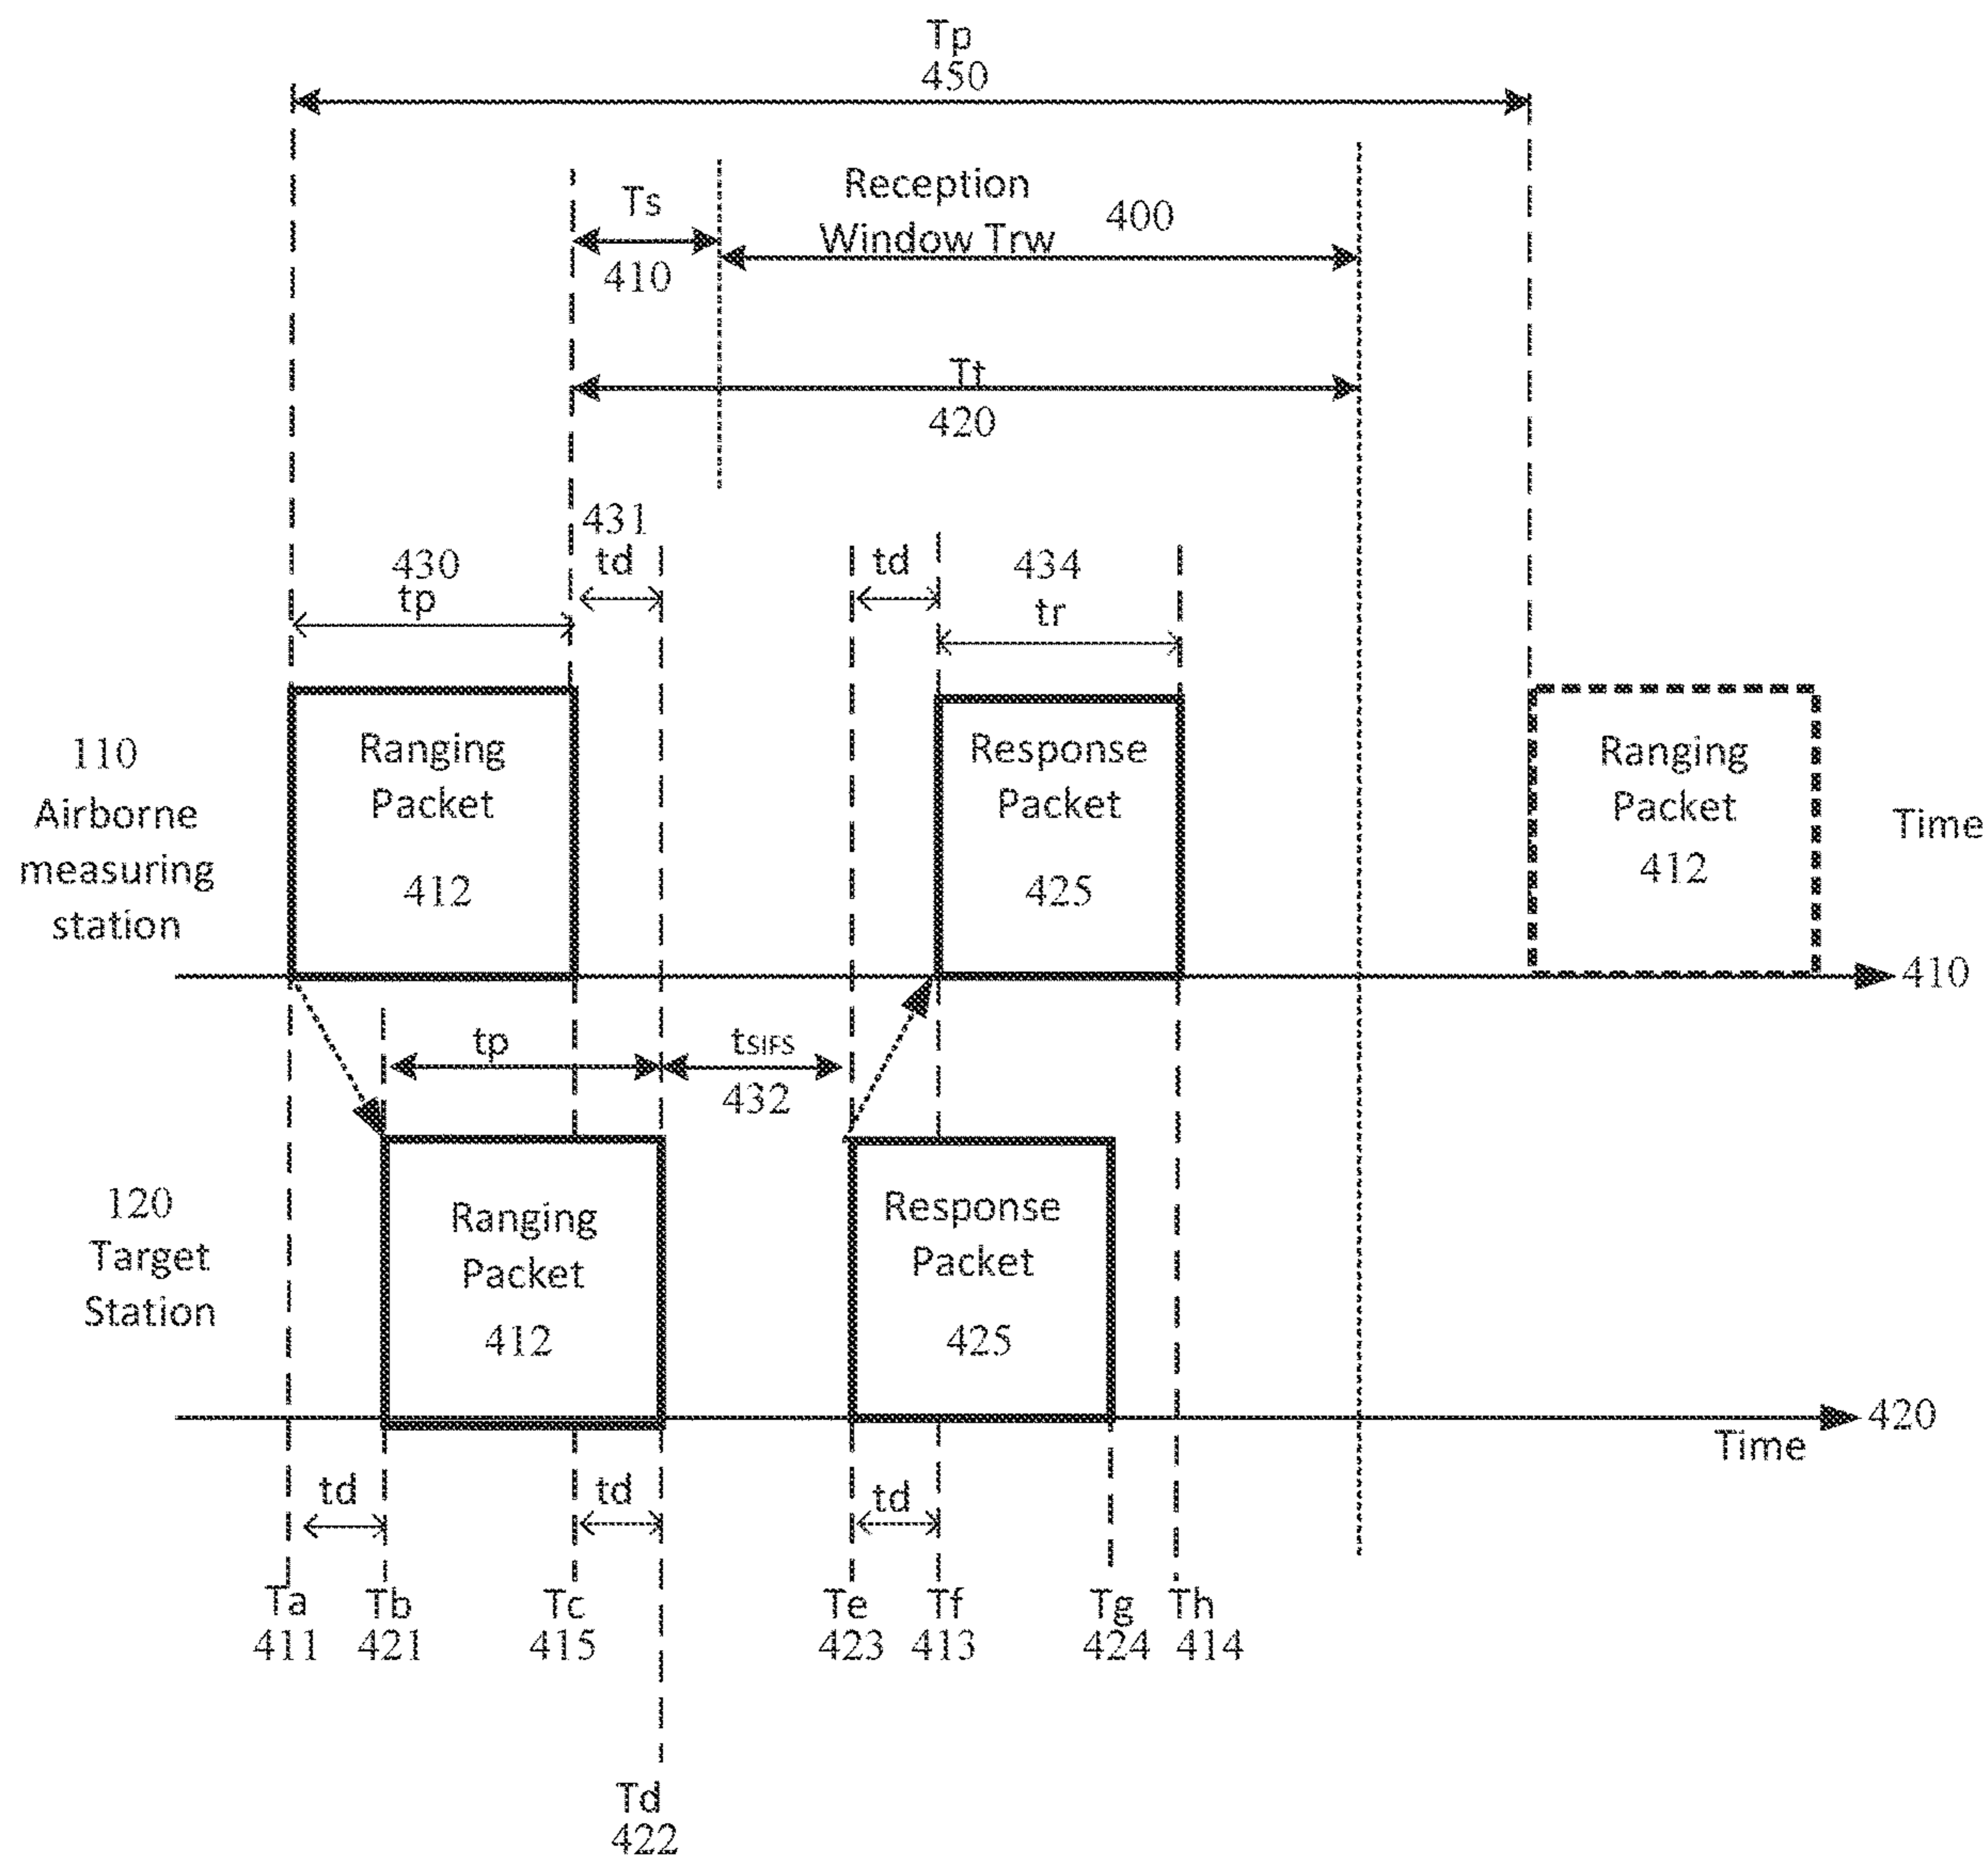 Tp
450
Ts
410
Reception
Window Trw
400
Tt
420
431
430
td
td
434
tp
tr
110
Airborne
measuring
station
Ranging
Packet
412
Response
Packet
425
Ranging
Packet
412
Time
410
tp
tSIFS
432
120
Target
Station
Ranging
Packet
412
Response
Packet
425
420
Time
td
td
td
Ta
411
Tb
421
Tc
415
Te
423
Tf
413
Tg
424
Th
414
Td
422